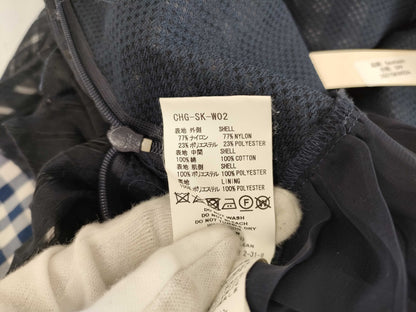 CHG-SK-W02
表地 外側 SHELL
77% ナイロン 77% NYLON
23% ポリエステル 23% POLYESTER
表地 中間 SHELL
100% 綿 100% COTTON
表地 肌側 SHELL
100% ポリエステル 100% POLYESTER
裏地 LINING
100% ポリエステル 100% POLYESTER
DO NOT WASH
DO NOT BLEACH
DRY